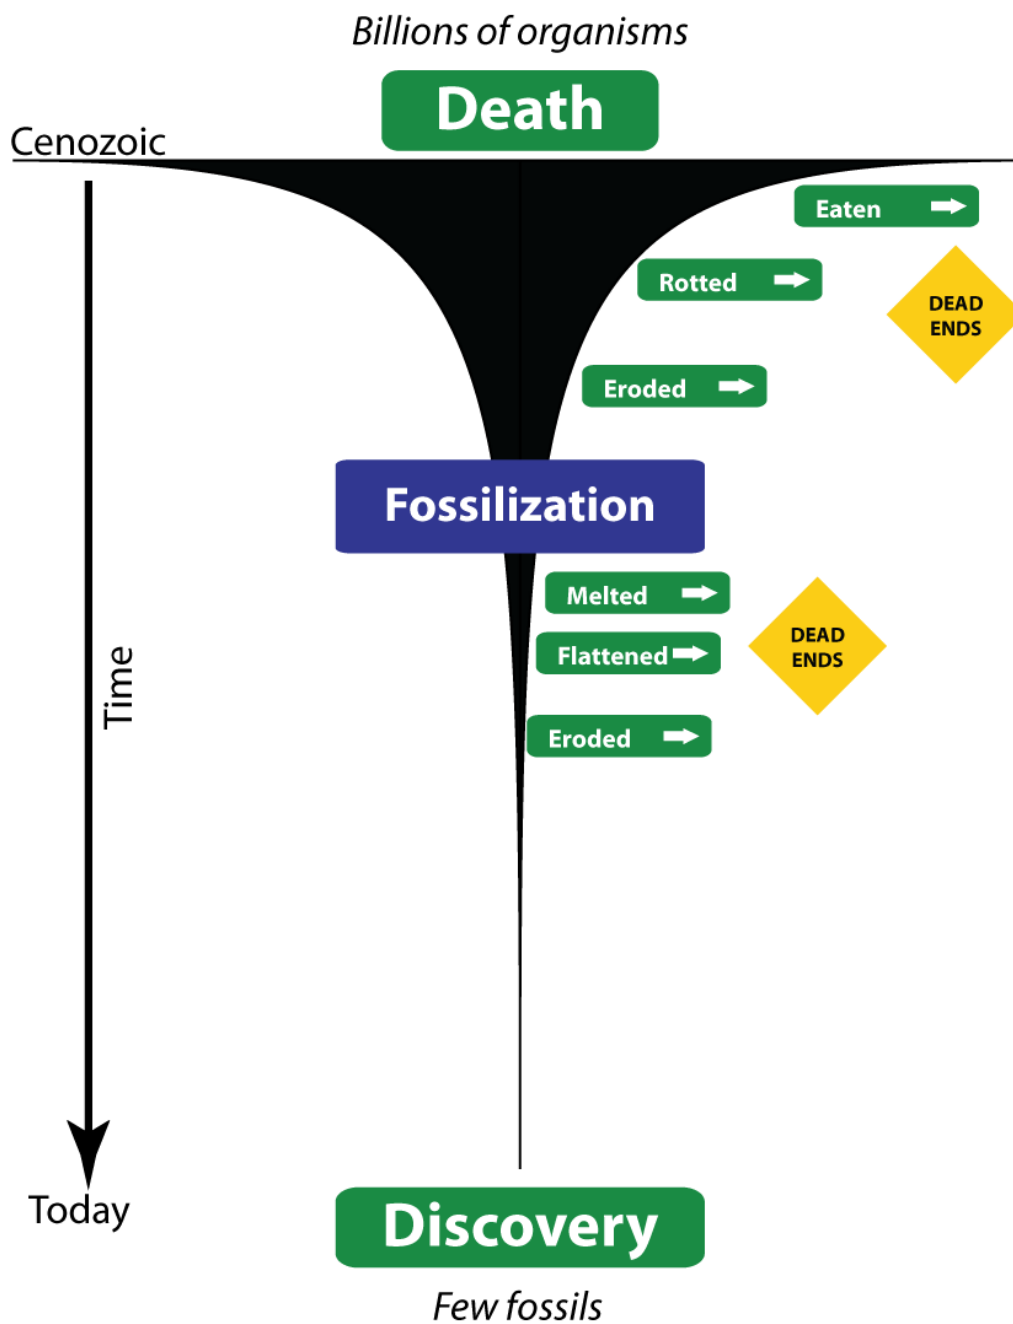 Billions of organisms
Death
Cenozoic
Eaten
Rotted
DEAD
ENDS
Eroded
Fossilization
Melted
Flattened
DEAD
ENDS
Time
Eroded
Today
Discovery
Few fossils